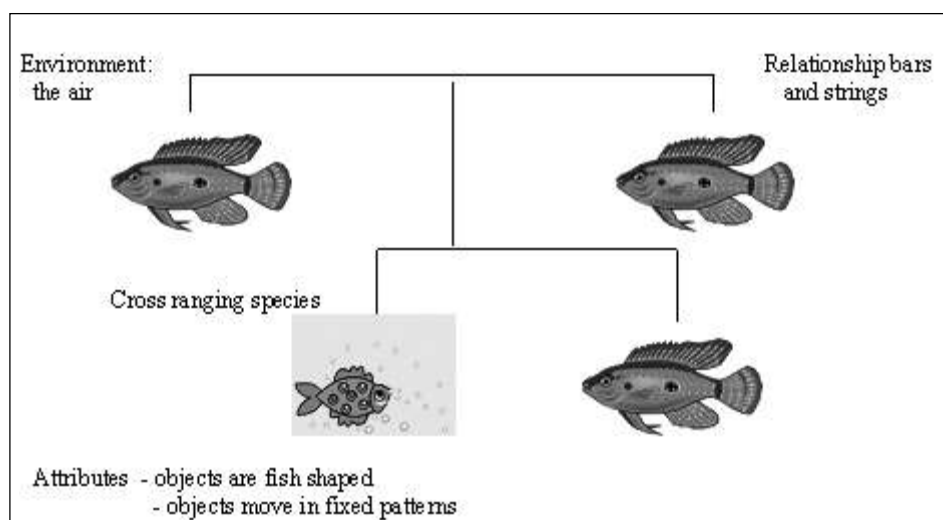 Environment:
the air
Relationship bars
and strings
Cross ranging species
Attributes - objects are fish shaped
- objects move in fixed patterns